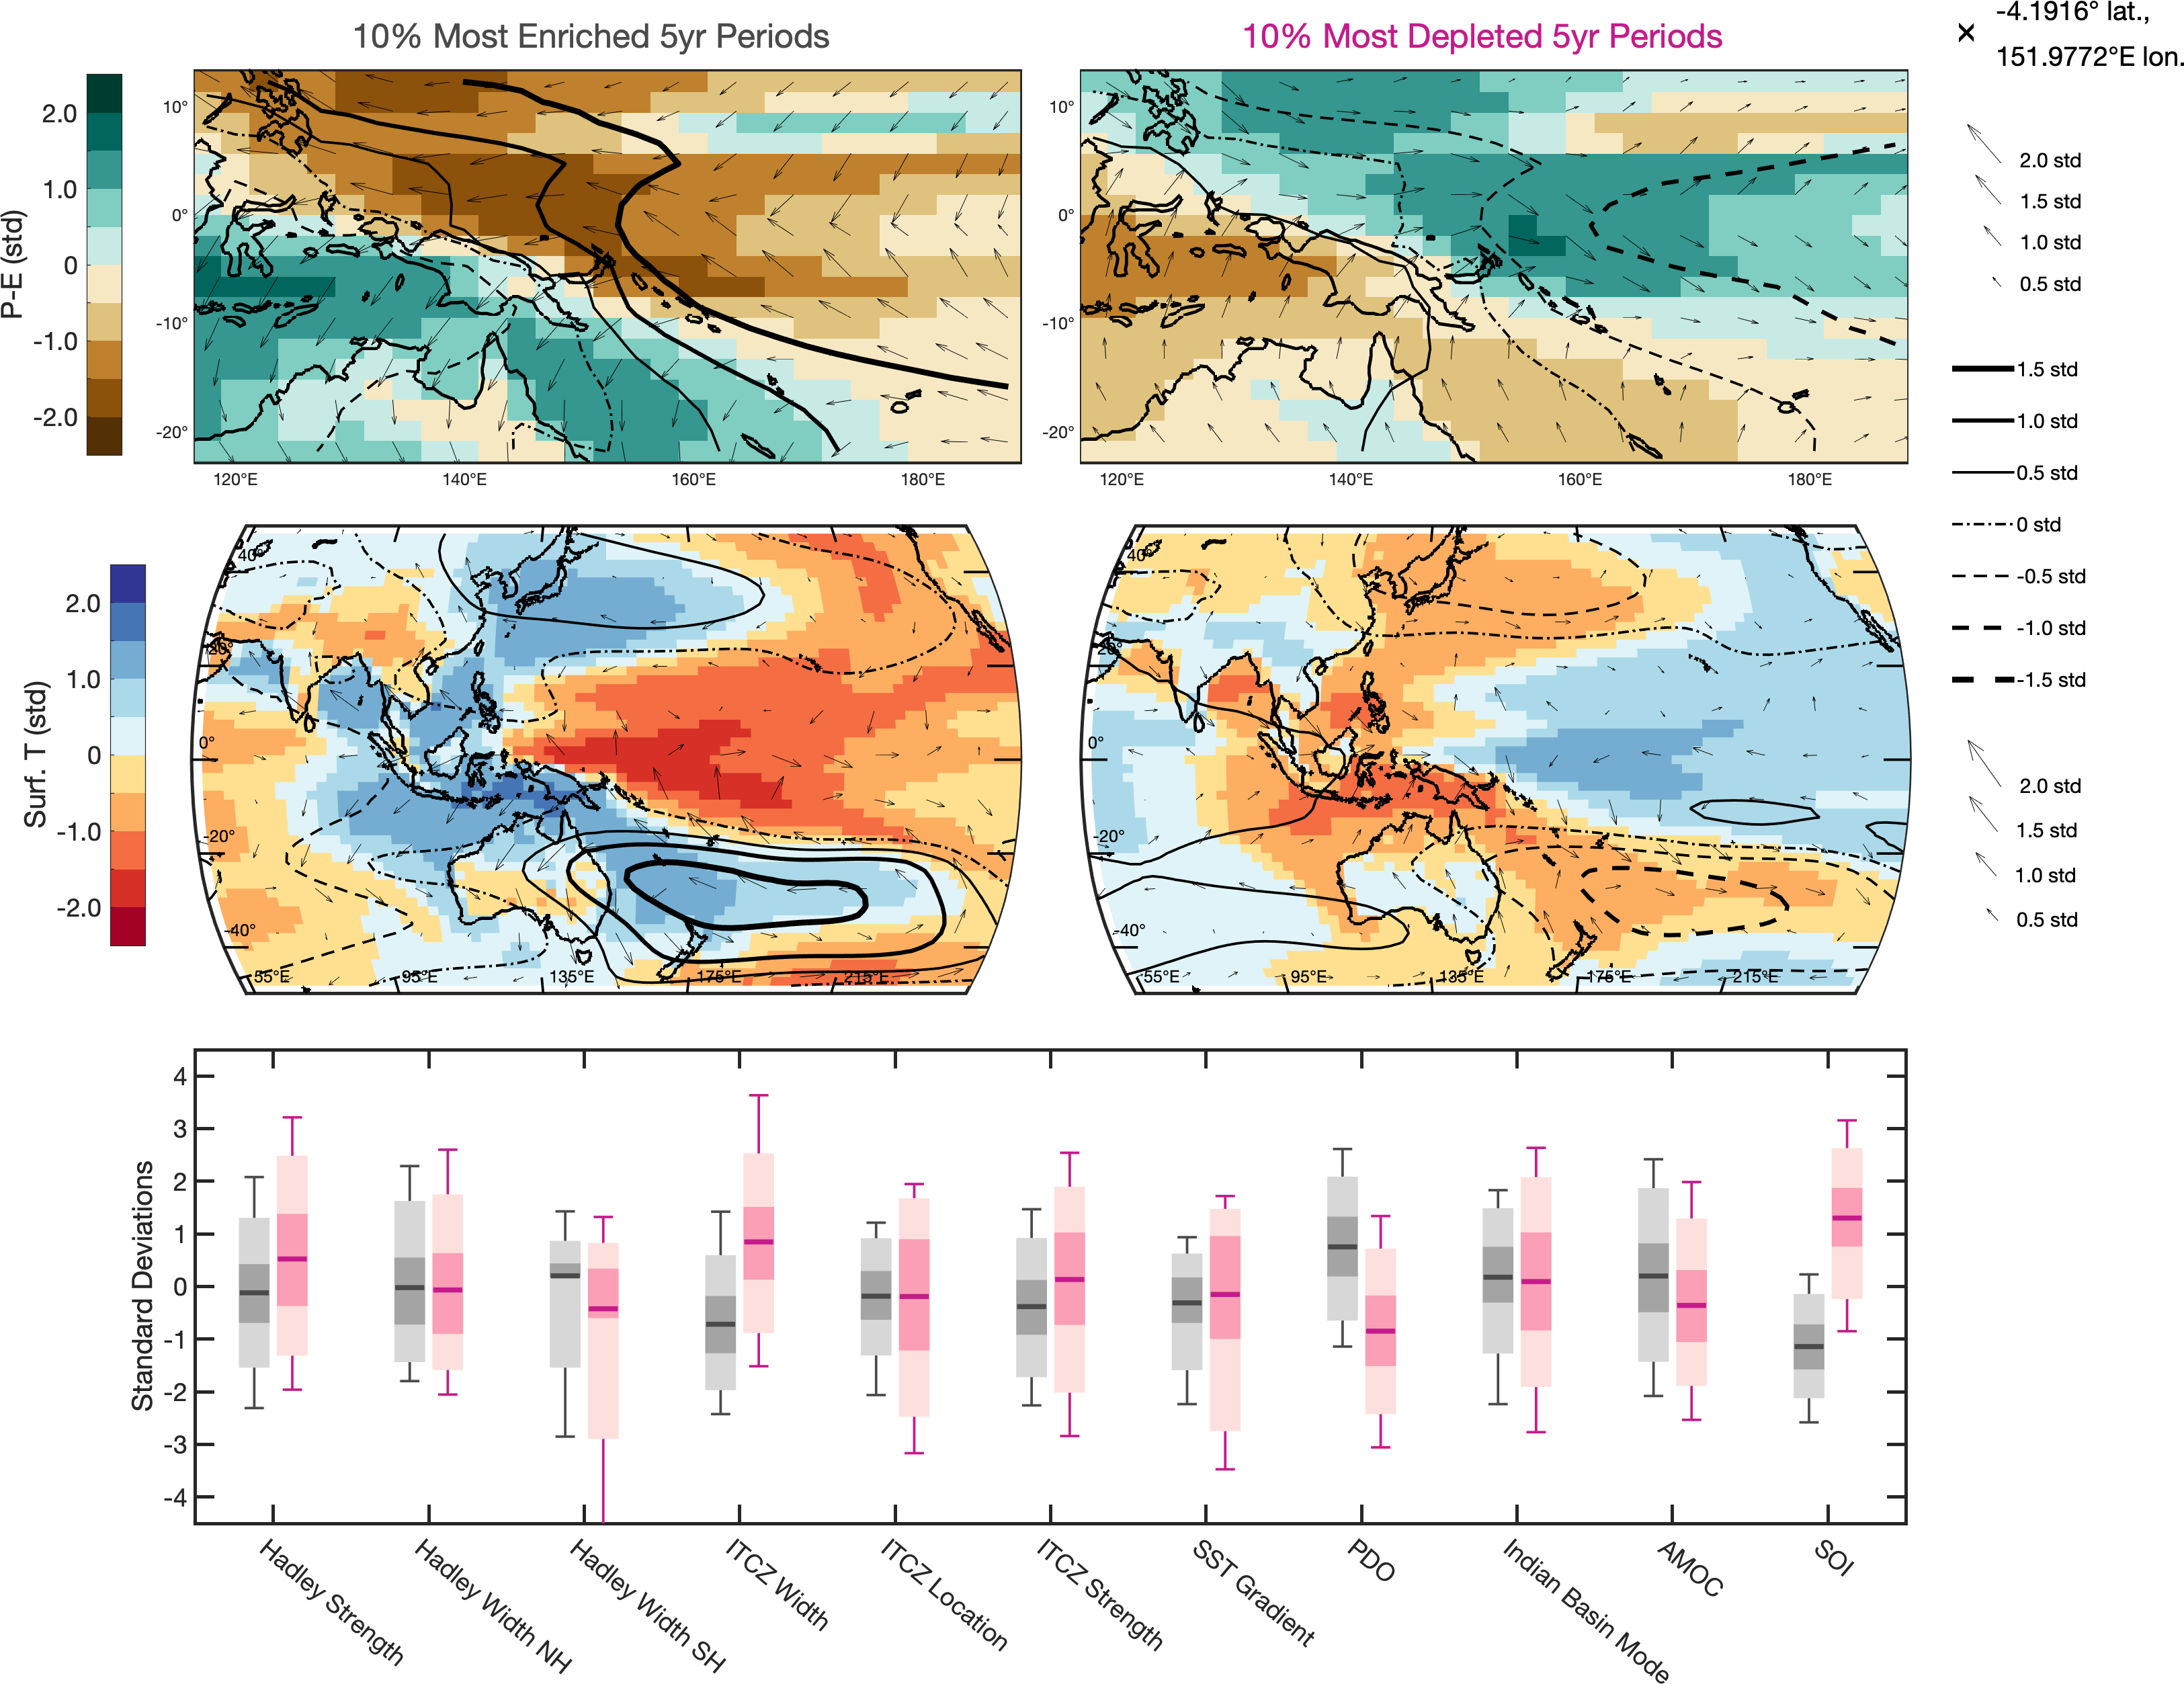 10% Most Enriched 5yr Periods
10% Most Depleted 5yr Periods
× -4.1916° lat.,
151.9772°E lon.
P-E (std)
2.0
1.0
0
-1.0
-2.0
10°
0°
-10°
-20°
120°E 140°E 160°E 180°E
10°
0°
-10°
-20°
120°E 140°E 160°E 180°E
2.0 std
1.5 std
1.0 std
0.5 std
1.5 std
1.0 std
0.5 std
0 std
-0.5 std
-1.0 std
-1.5 std
Surf. T (std)
2.0
1.0
0
-1.0
-2.0
40°
20°
0°
-20°
-40°
55°E 95°E 135°E 175°E 215°E
40°
20°
0°
-20°
-40°
55°E 95°E 135°E 175°E 215°E
2.0 std
1.5 std
1.0 std
0.5 std
Standard Deviations
4
3
2
1
0
-1
-2
-3
-4
Hadley Strength
Hadley Width NH
Hadley Width SH
ITCZ Width
ITCZ Location
ITCZ Strength
SST Gradient
PDO
Indian Basin Mode
AMOC
SOI